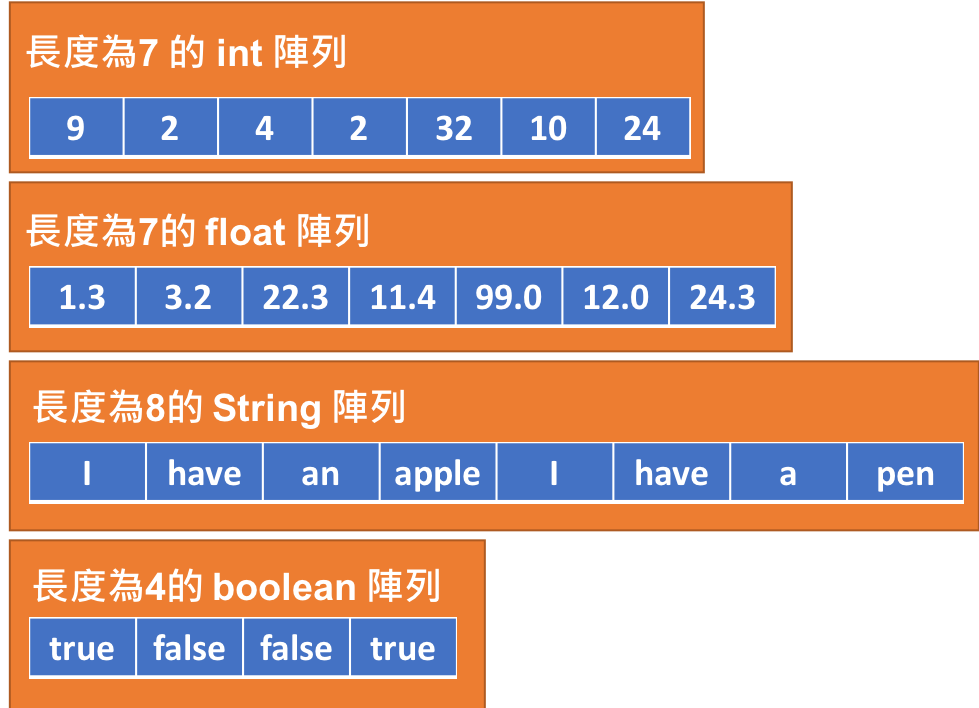 長度為7 的 int 陣列
9 2 4 2 32 10 24
長度為7的 float 陣列
1.3 3.2 22.3 11.4 99.0 12.0 24.3
長度為8的 String 陣列
I have an apple I have a pen
長度為4的 boolean 陣列
true false false true